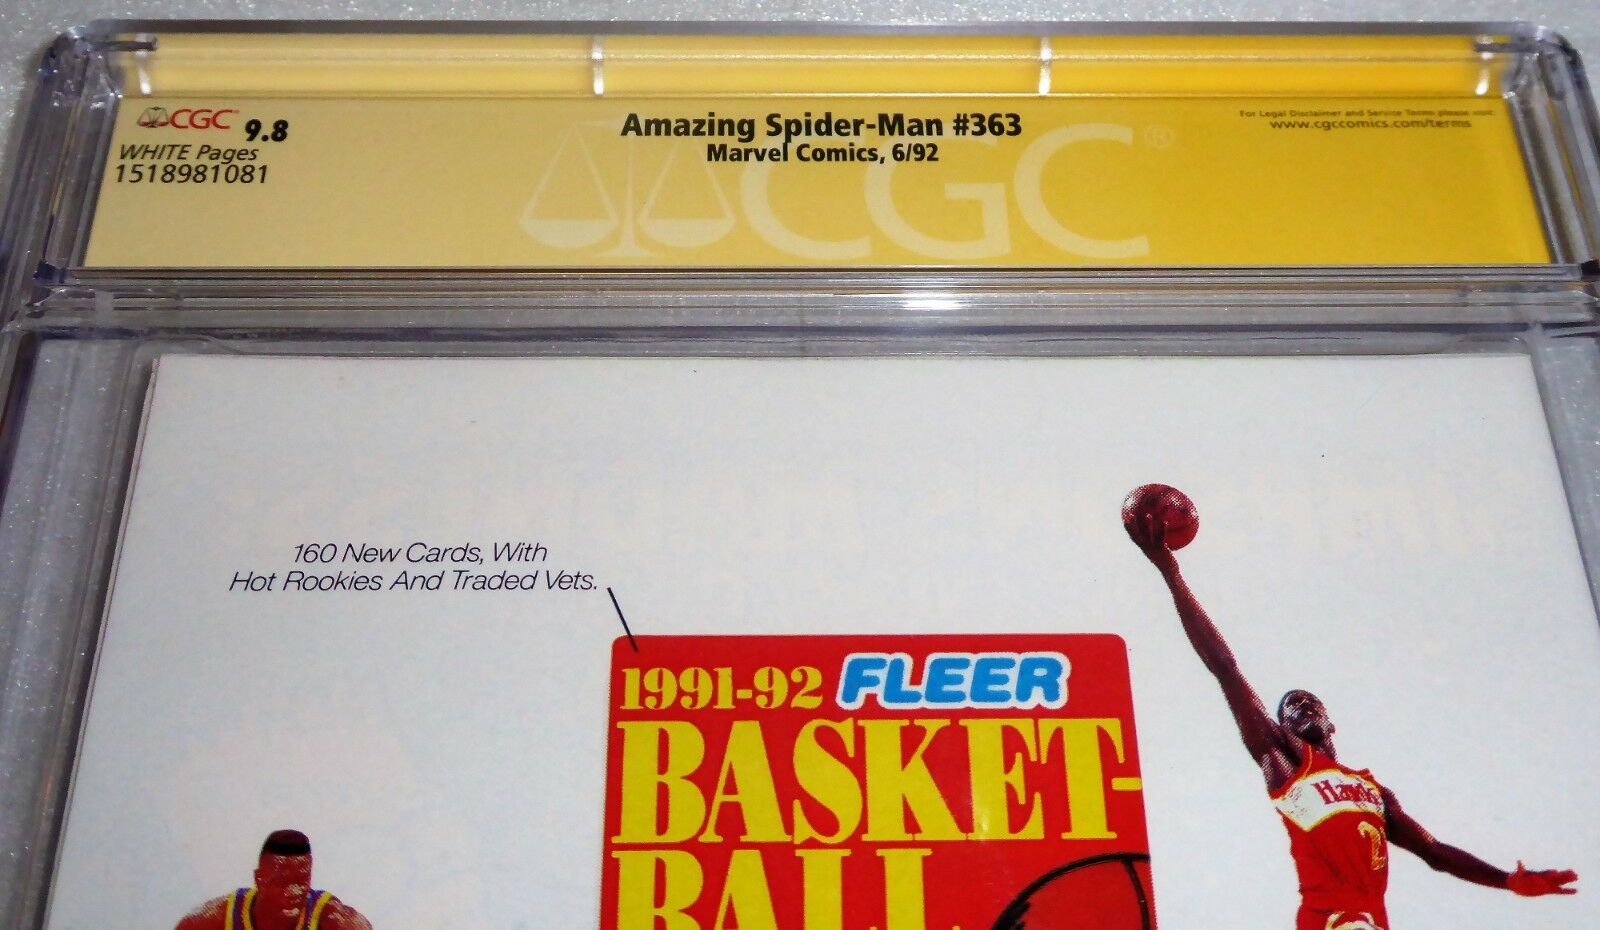 CGC 9.8
WHITE Pages
1518981081
Amazing Spider-Man #363
Marvel Comics, 6/92
For Legal Disclaimer and Service Terms please visit:
www.cgccomics.com/terms
CGC®
160 New Cards, With
Hot Rookies And Traded Vets.
1991-92 FLEER
BASKET-
BALL
Hawks
2